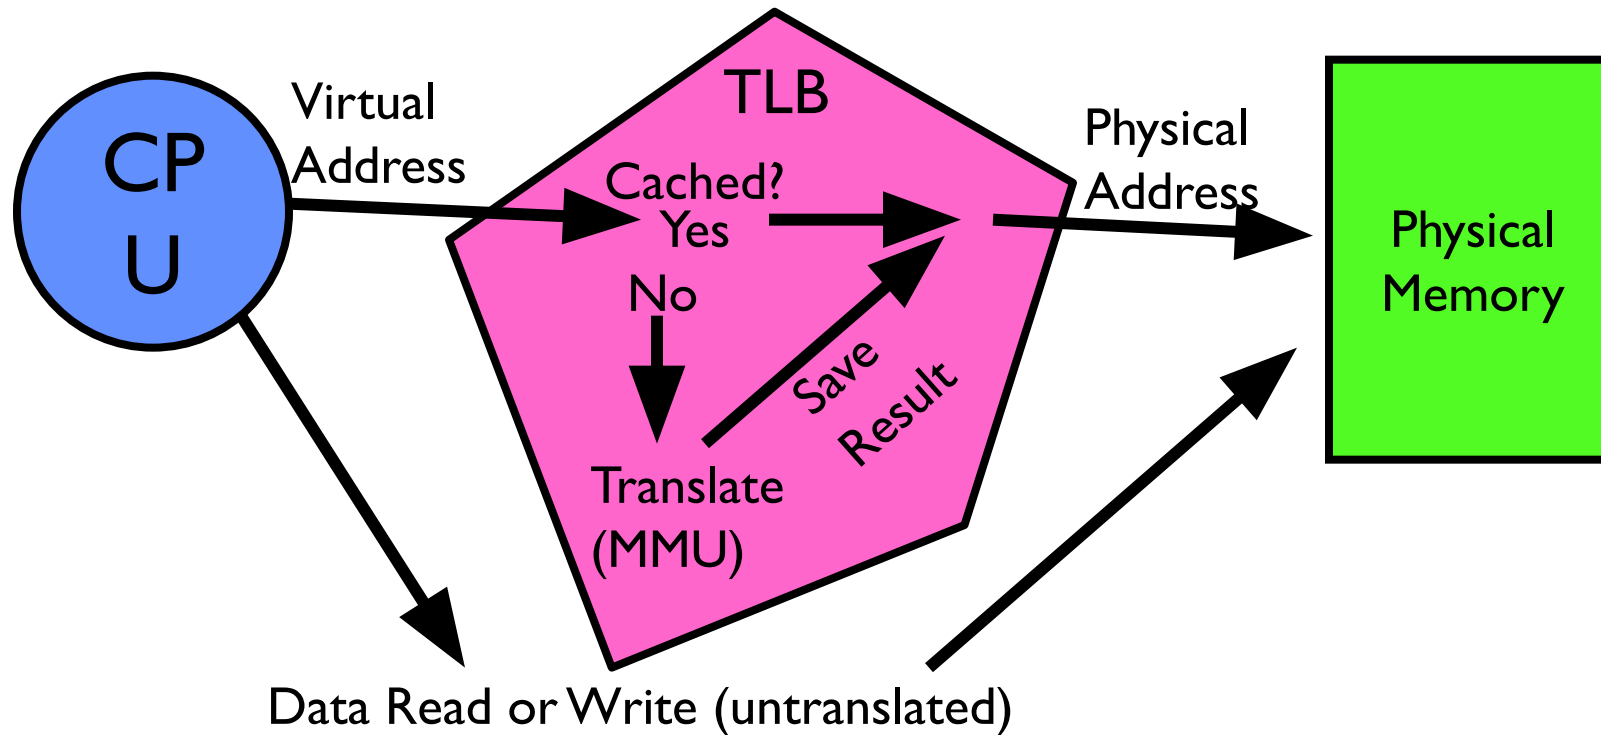 CP
U
Virtual
Address
TLB
Cached?
Yes
No
Save
Result
Translate
(MMU)
Physical
Address
Physical
Memory
Data Read or Write (untranslated)